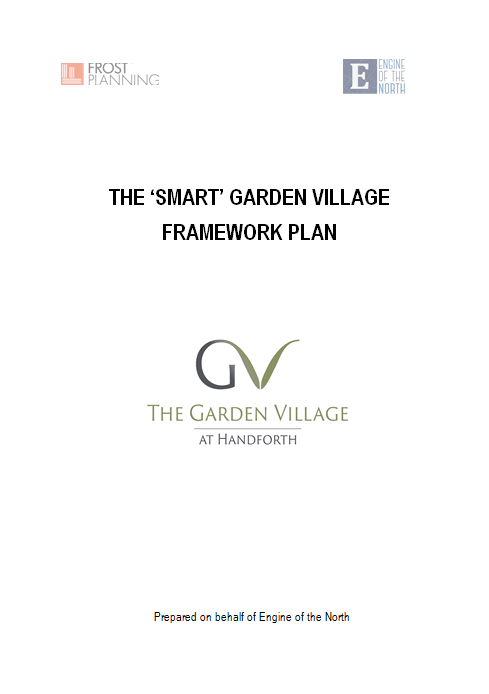 FROST
PLANNING
E ENGINE
OF THE
NORTH
THE ‘SMART’ GARDEN VILLAGE
FRAMEWORK PLAN
GV
THE GARDEN VILLAGE
AT HANDFORTH
Prepared on behalf of Engine of the North